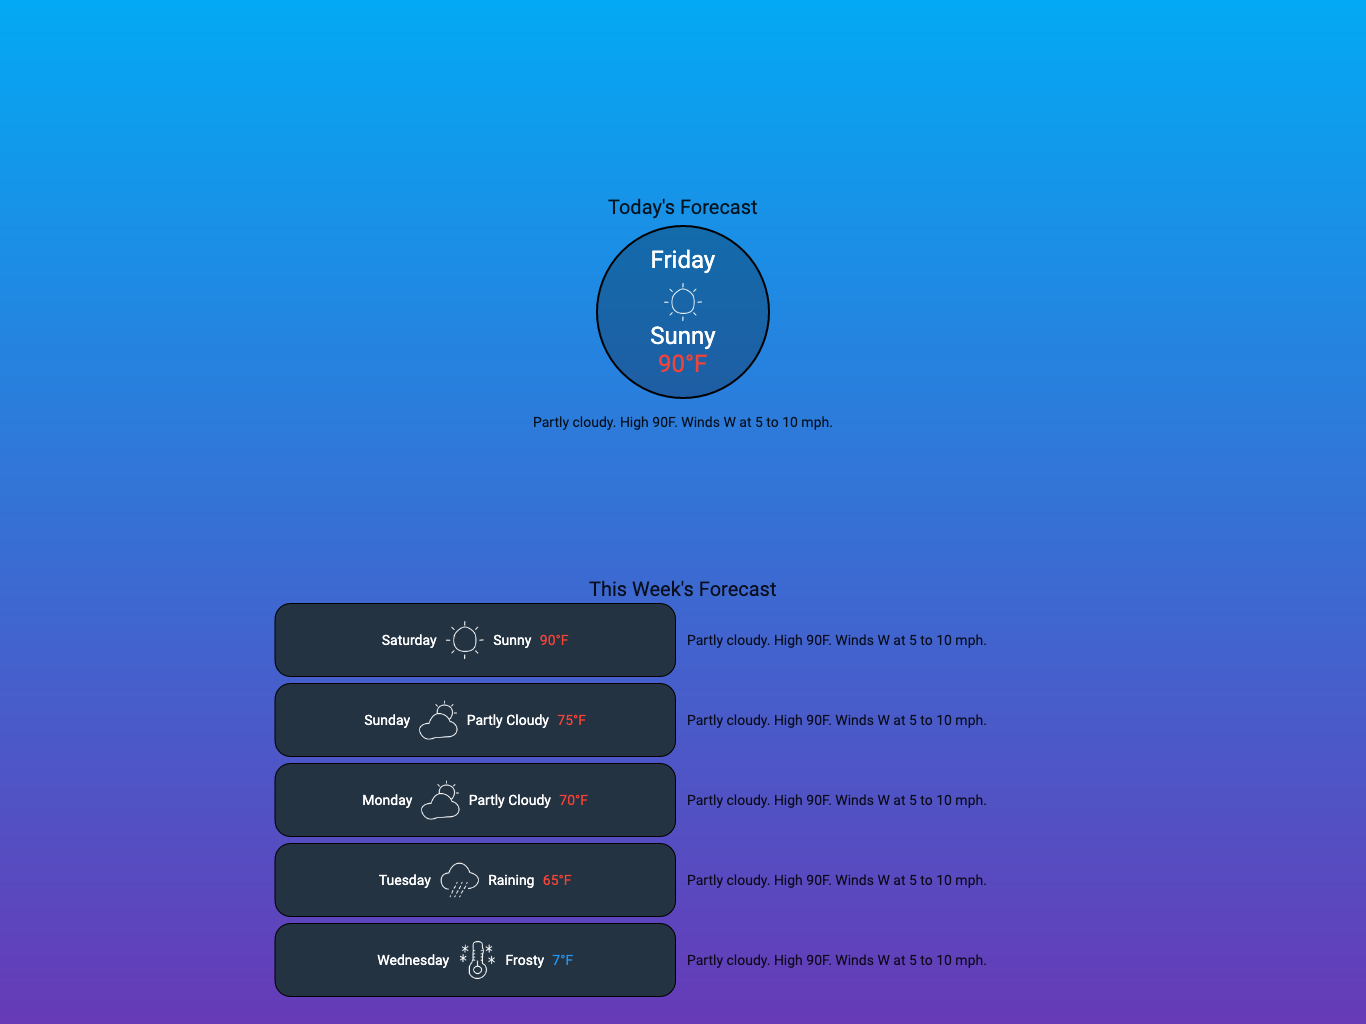 Today's Forecast
Friday
Sunny
90°F
Partly cloudy. High 90F. Winds W at 5 to 10 mph.
This Week's Forecast
Saturday Sunny 90°F Partly cloudy. High 90F. Winds W at 5 to 10 mph.
Sunday Partly Cloudy 75°F Partly cloudy. High 90F. Winds W at 5 to 10 mph.
Monday Partly Cloudy 70°F Partly cloudy. High 90F. Winds W at 5 to 10 mph.
Tuesday Raining 65°F Partly cloudy. High 90F. Winds W at 5 to 10 mph.
Wednesday Frosty 7°F Partly cloudy. High 90F. Winds W at 5 to 10 mph.